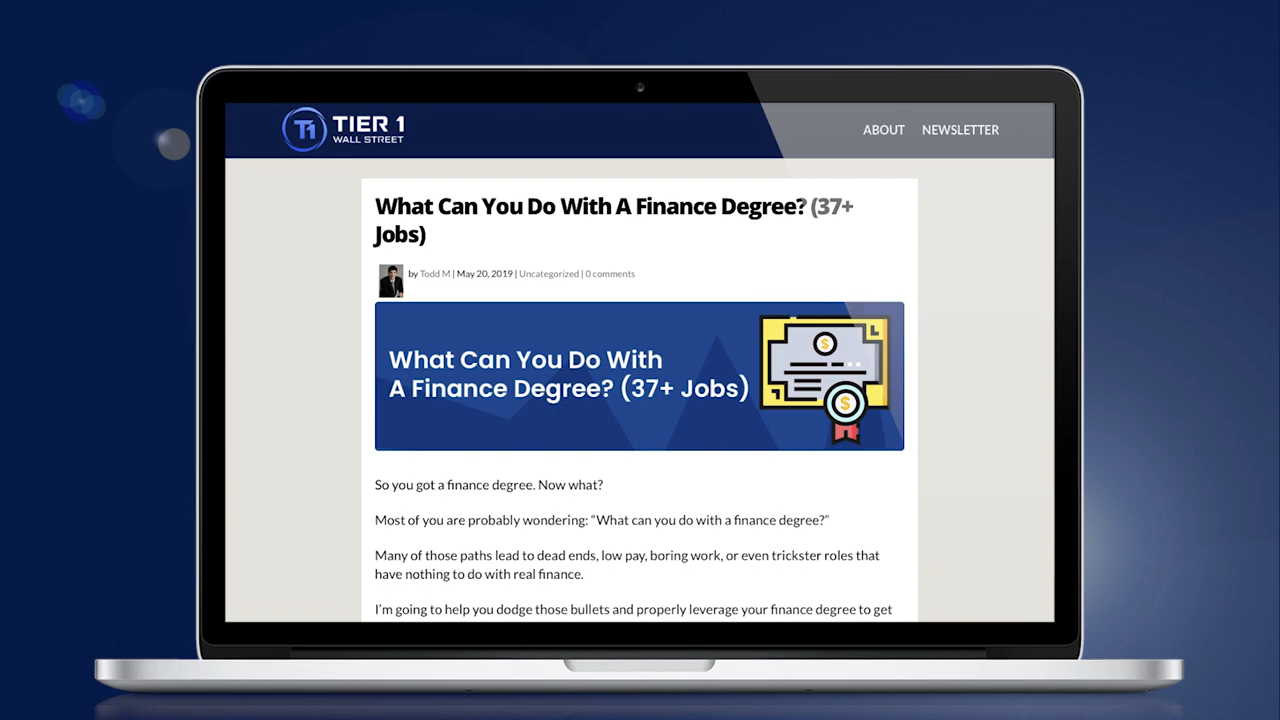 T1 TIER 1
WALL STREET
ABOUT NEWSLETTER
What Can You Do With A Finance Degree? (37+
Jobs)
by Todd M | May 20, 2019 | Uncategorized | 0 comments
What Can You Do With
A Finance Degree? (37+ Jobs)
$
$
So you got a finance degree. Now what?
Most of you are probably wondering: “What can you do with a finance degree?”
Many of those paths lead to dead ends, low pay, boring work, or even trickster roles that
have nothing to do with real finance.
I’m going to help you dodge those bullets and properly leverage your finance degree to get